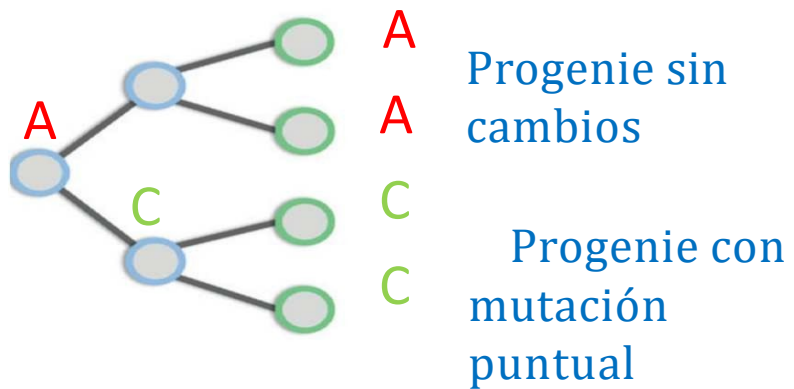 A
A
A
C
C
C
Progenie sin
cambios
Progenie con
mutación
puntual